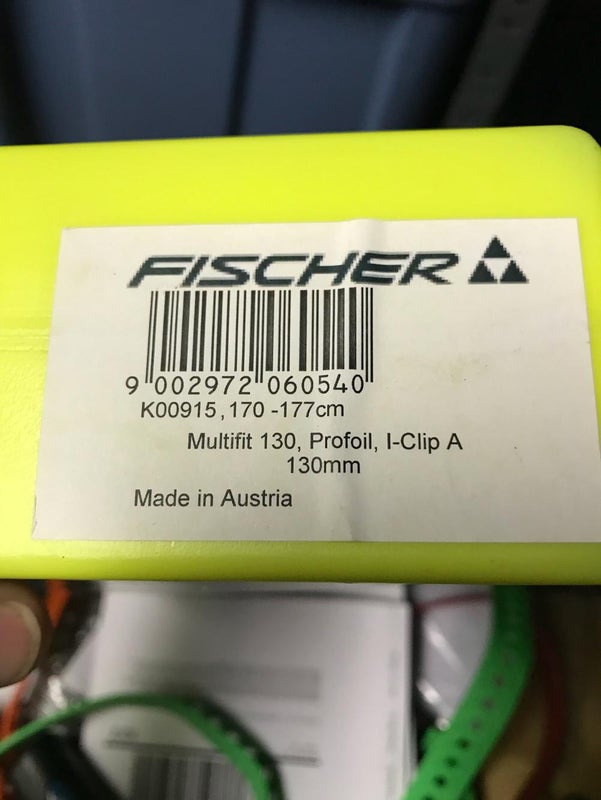 FISCHER
9 002972 060540
K00915,170 -177cm
Multifit 130, Profoil, I-Clip A
130mm
Made in Austria